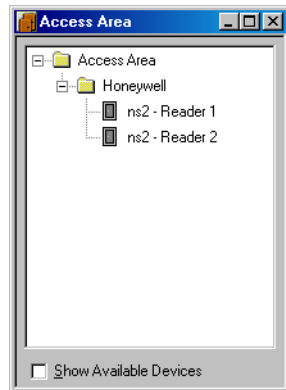 Access Area
Access Area
Honeywell
ns2 - Reader 1
ns2 - Reader 2
Show Available Devices